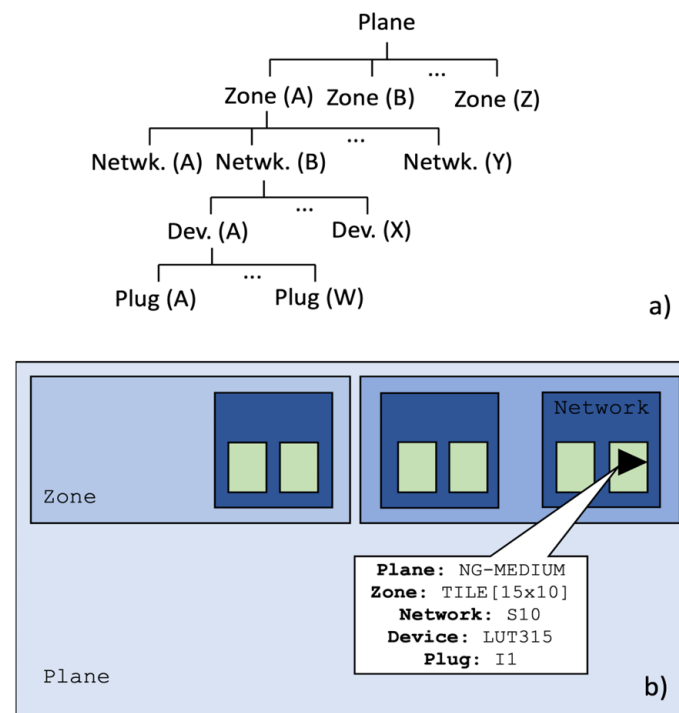 Plane
...
Zone (A) Zone (B) Zone (Z)
...
Netwk. (A) Netwk. (B) Netwk. (Y)
...
Dev. (A) Dev. (X)
...
Plug (A) Plug (W)
a)
Network
Zone
Plane: NG-MEDIUM
Zone: TILE[15x10]
Network: S10
Device: LUT315
Plug: I1
Plane
b)